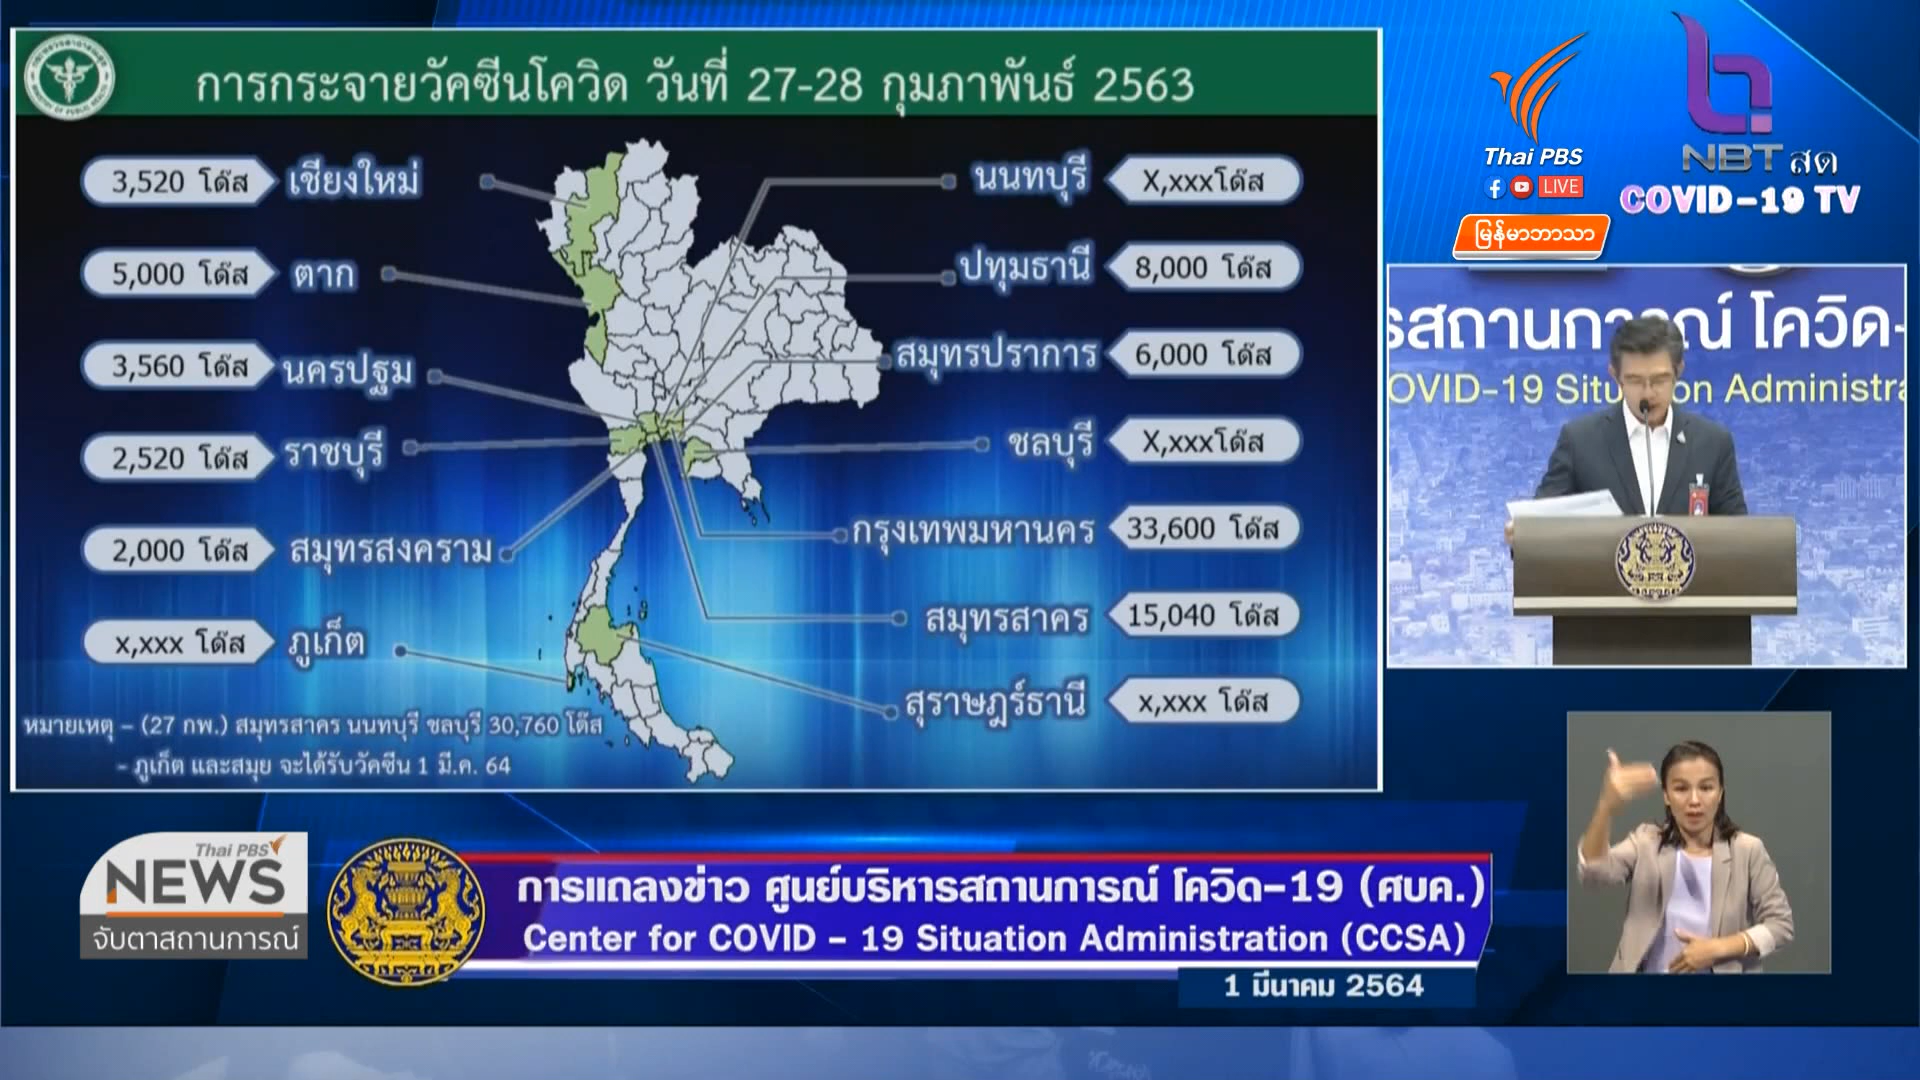 การกระจายวัคซีนโควิด วันที่ 27-28 กุมภาพันธ์ 2563
3,520 โด๊ส เชียงใหม่
5,000 โด๊ส ตาก
3,560 โด๊ส นครปฐม
2,520 โด๊ส ราชบุรี
2,000 โด๊ส สมุทรสงคราม
x,xxx โด๊ส ภูเก็ต
นนทบุรี X,xxxโด๊ส
ปทุมธานี 8,000 โด๊ส
สมุทรปราการ 6,000 โด๊ส
ชลบุรี X,xxxโด๊ส
กรุงเทพมหานคร 33,600 โด๊ส
สมุทรสาคร 15,040 โด๊ส
สุราษฎร์ธานี x,xxx โด๊ส
หมายเหตุ – (27 กพ.) สมุทรสาคร นนทบุรี ชลบุรี 30,760 โด๊ส
- ภูเก็ต และสมุย จะได้รับวัคซีน 1 มี.ค. 64
Thai PBS
LIVE
မြန်မာဘာသာ
NBT สด
COVID-19 TV
รสถานการณ์ โควิด-
OVID-19 Situation Administra
Thai PBS
NEWS
จับตาสถานการณ์
การแถลงข่าว ศูนย์บริหารสถานการณ์ โควิด-19 (ศบค.)
Center for COVID - 19 Situation Administration (CCSA)
1 มีนาคม 2564